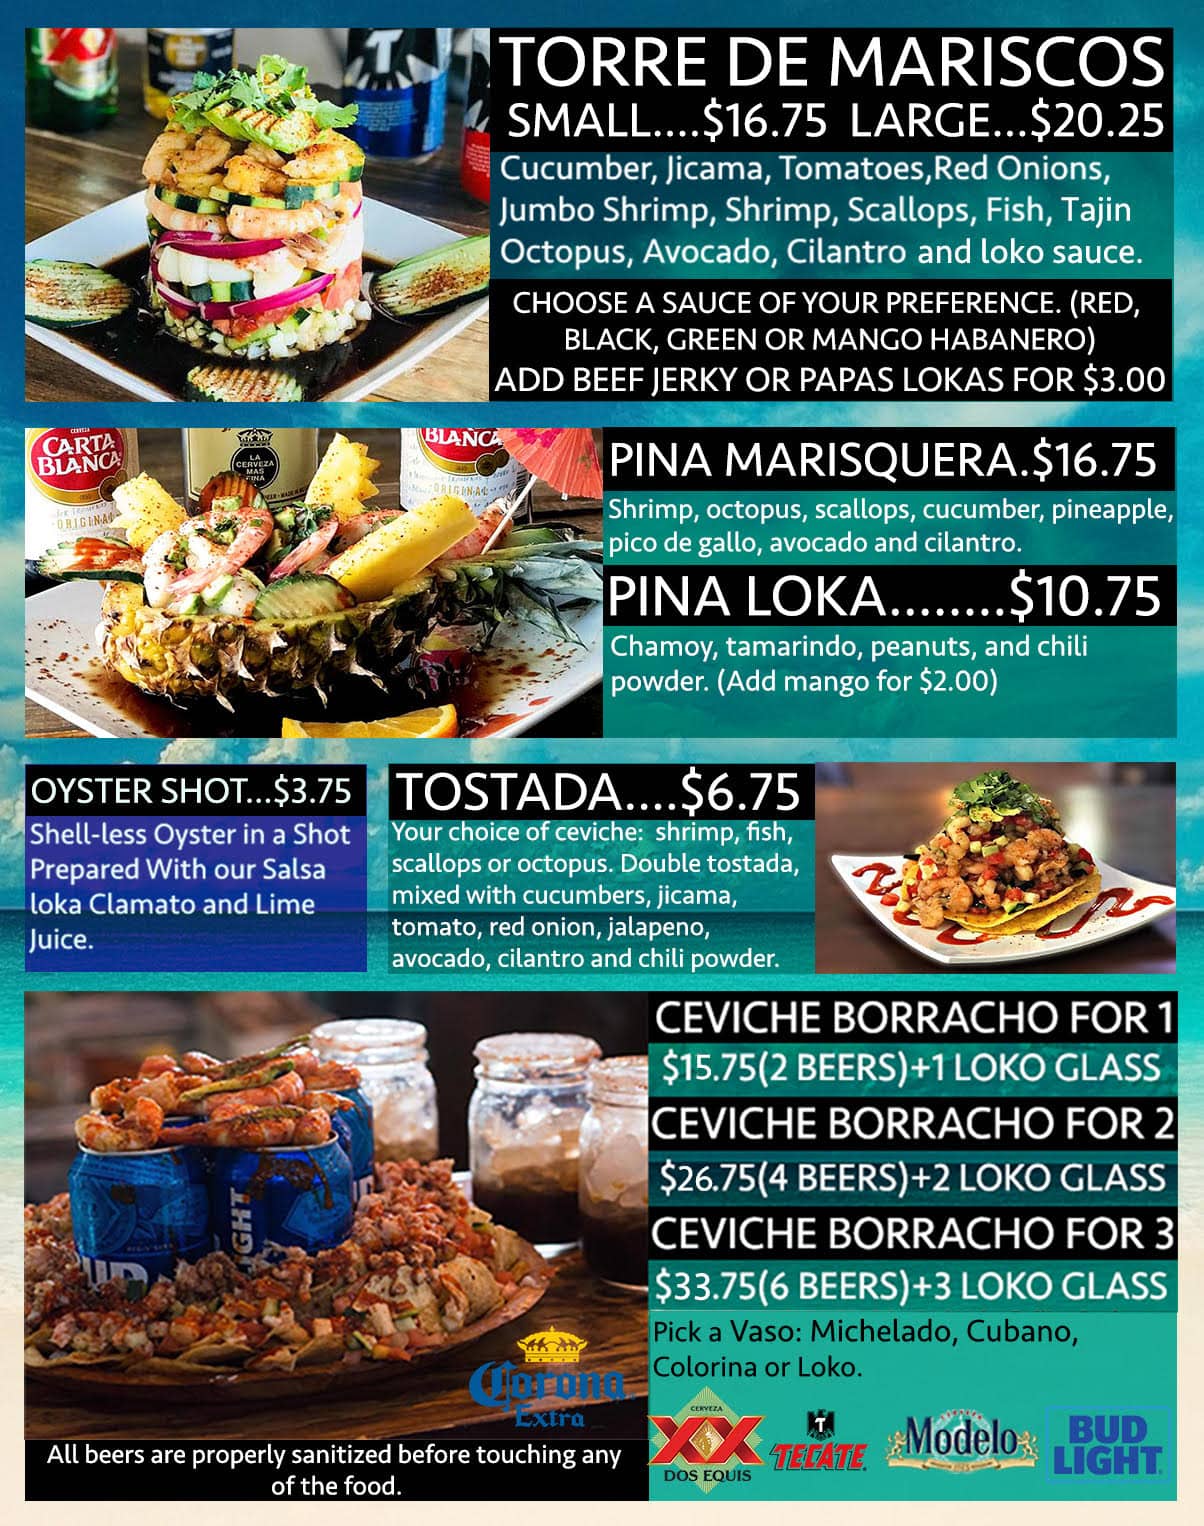 TORRE DE MARISCOS
SMALL....$16.75 LARGE...$20.25
Cucumber, Jicama, Tomatoes,Red Onions,
Jumbo Shrimp, Shrimp, Scallops, Fish, Tajin
Octopus, Avocado, Cilantro and loko sauce.
CHOOSE A SAUCE OF YOUR PREFERENCE. (RED,
BLACK, GREEN OR MANGO HABANERO)
ADD BEEF JERKY OR PAPAS LOKAS FOR $3.00
CERVEZA
CARTA
BLANCA
ORIGINAL
LA
CERVEZA
MAS
FINA
BLANCA
ORIGINAL
PINA MARISQUERA.$16.75
Shrimp, octopus, scallops, cucumber, pineapple,
pico de gallo, avocado and cilantro.
PINA LOKA........$10.75
Chamoy, tamarindo, peanuts, and chili
powder. (Add mango for $2.00)
OYSTER SHOT...$3.75
Shell-less Oyster in a Shot
Prepared With our Salsa
loka Clamato and Lime
Juice.
TOSTADA....$6.75
Your choice of ceviche: shrimp, fish,
scallops or octopus. Double tostada,
mixed with cucumbers, jicama,
tomato, red onion, jalapeno,
avocado, cilantro and chili powder.
CEVICHE BORRACHO FOR 1
$15.75(2 BEERS)+1 LOKO GLASS
CEVICHE BORRACHO FOR 2
$26.75(4 BEERS)+2 LOKO GLASS
CEVICHE BORRACHO FOR 3
$33.75(6 BEERS)+3 LOKO GLASS
Pick a Vaso: Michelado, Cubano,
Colorina or Loko.
Corona
Extra
CERVEZA
XX
DOS EQUIS
T
TECATE
Modelo
BUD
LIGHT
All beers are properly sanitized before touching any
of the food.